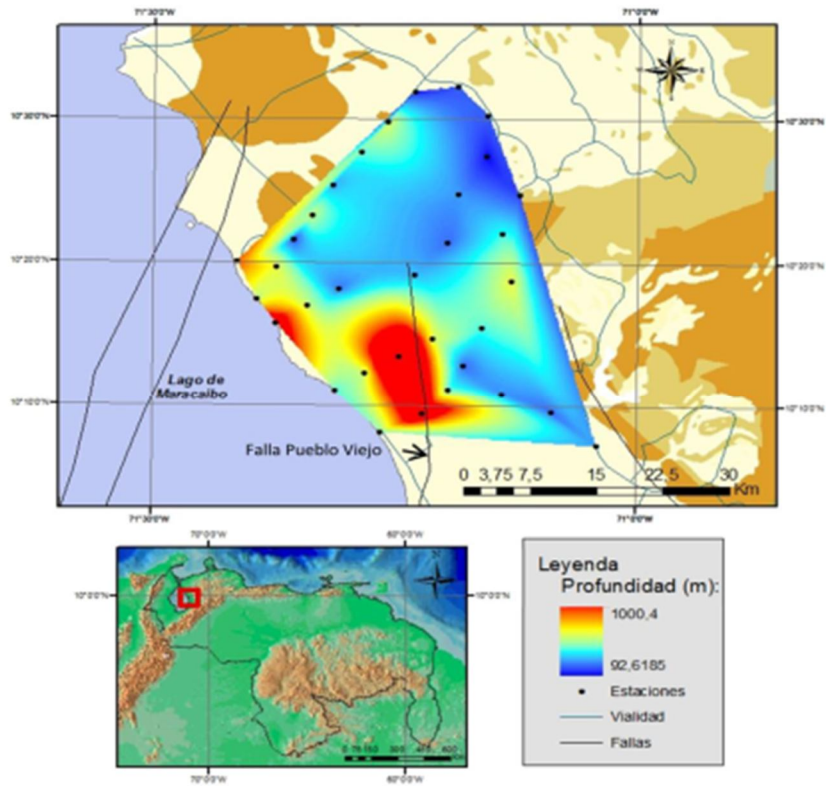 71°30'0"W 71°0'0"W
10°30'0"N 10°30'0"N
10°20'0"N 10°20'0"N
10°10'0"N 10°10'0"N
Lago de
Maracaibo
Falla Pueblo Viejo
0 3,75 7,5 15 22,5 30
Km
71°30'0"W 71°0'0"W
70°0'0"W 60°0'0"W
10°0'0"N 10°0'0"N
70°0'0"W 60°0'0"W
Leyenda
Profundidad (m):
1000,4
92,6185
Estaciones
Vialidad
Fallas